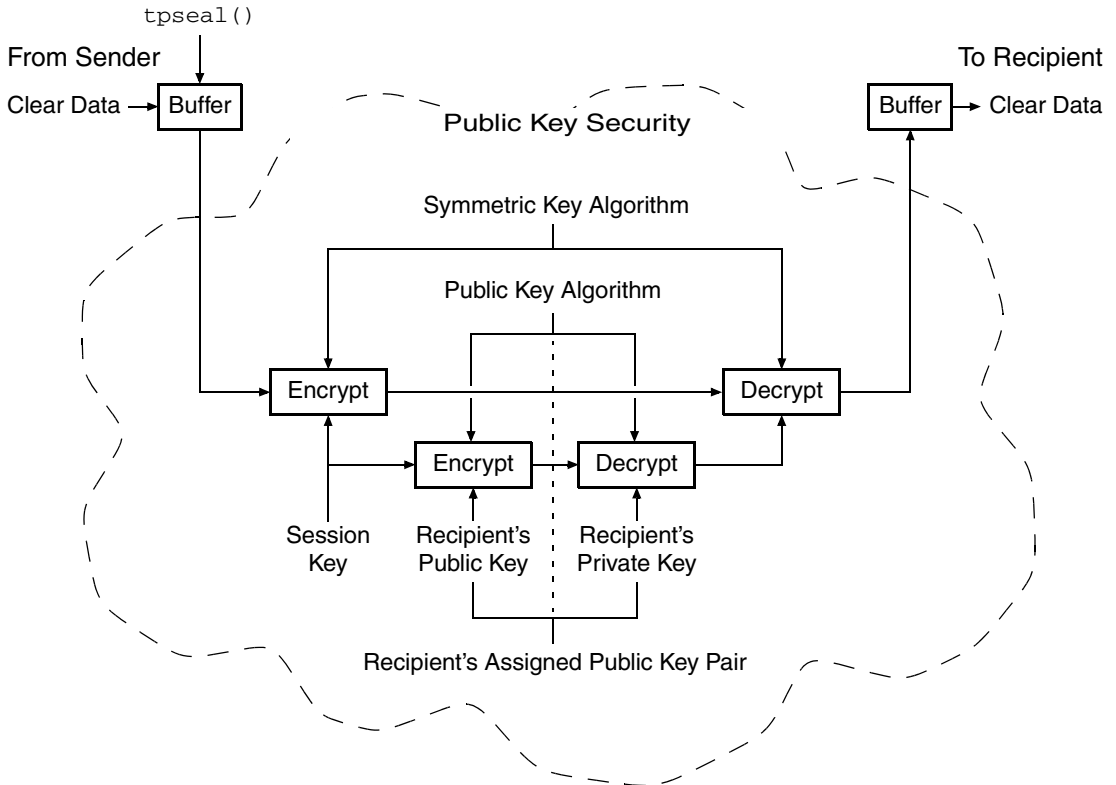 tpseal()
From Sender
To Recipient
Clear Data
Buffer
Buffer
Clear Data
Public Key Security
Symmetric Key Algorithm
Public Key Algorithm
Encrypt
Decrypt
Encrypt
Decrypt
Session
Key
Recipient's
Public Key
Recipient's
Private Key
Recipient's Assigned Public Key Pair